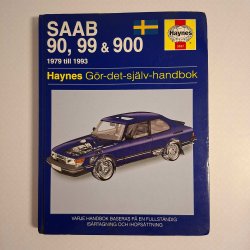 SAAB
90, 99 & 900
1979 till 1993
Haynes
Haynes Gör-det-själv-handbok
VARJE HANDBOK BASERAS PÅ EN FULLSTÄNDIG
ISÄRTAGNING OCH IHOPSÄTTNING